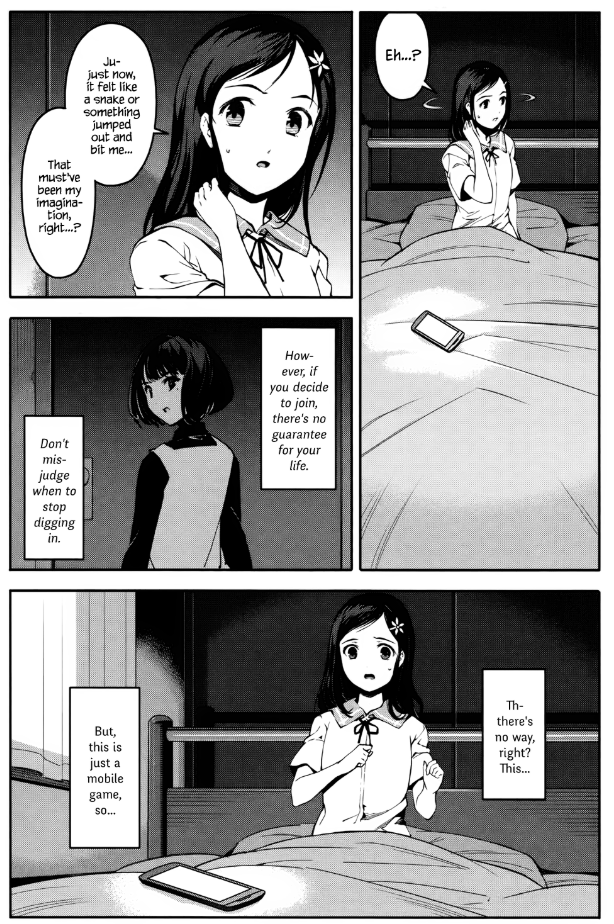 Eh...?
Ju-
just now,
it felt like
a snake or
something
jumped
out and
bit me...
That
must've
been my
imagina-
tion,
right...?
How-
ever, if
you decide
to join,
there's no
guarantee
for your
life.
Don't
mis-
judge
when to
stop
digging
in.
Th-
there's
no way,
right?
This...
But,
this is
just a
mobile
game,
so...